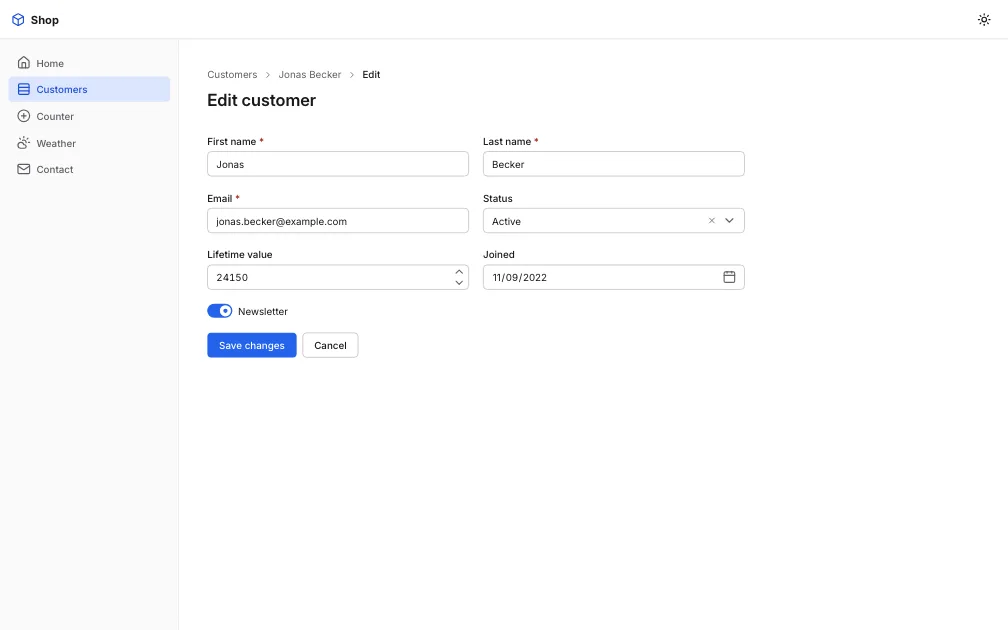 Shop
Home
Customers
Counter
Weather
Contact
Customers > Jonas Becker > Edit
Edit customer
First name *
Jonas
Last name *
Becker
Email *
jonas.becker@example.com
Status
Active
Lifetime value
24150
Joined
11/09/2022
Newsletter
Save changes
Cancel